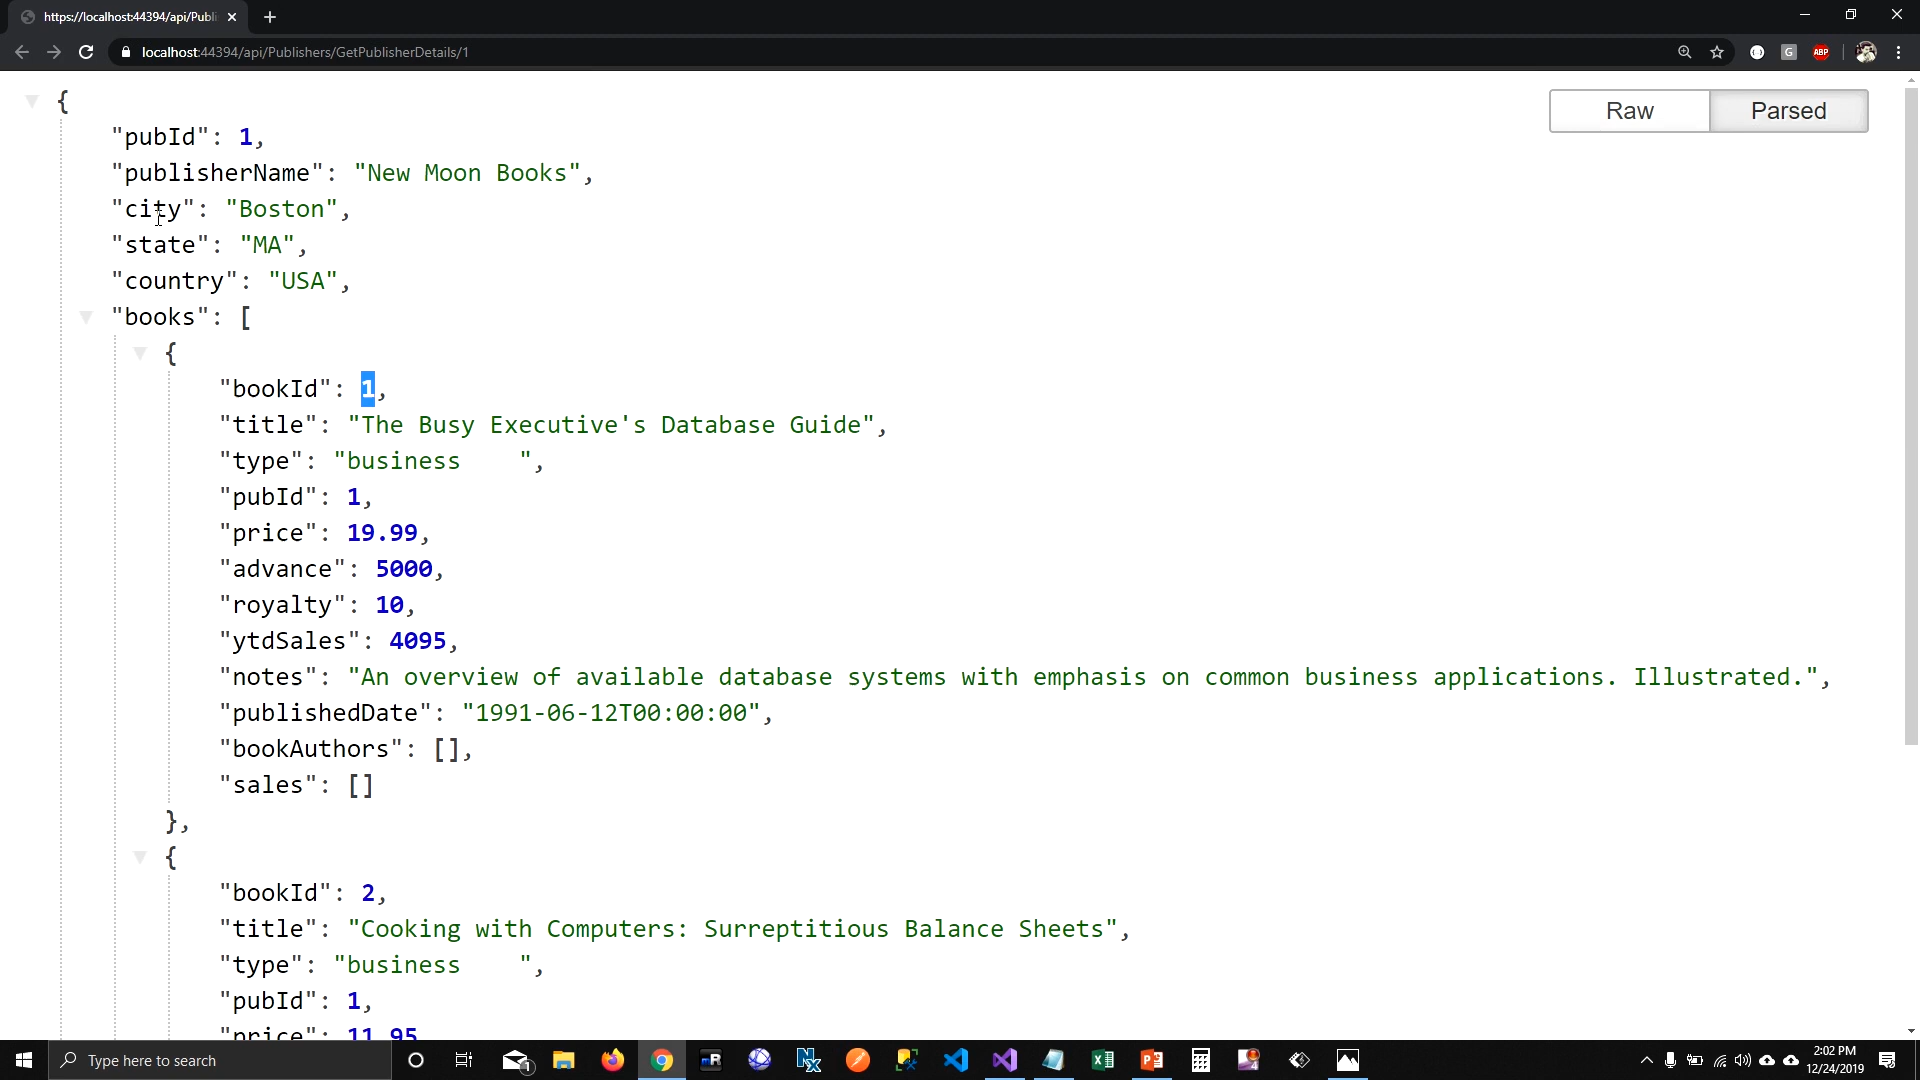 https://localhost:44394/api/Publi
localhost:44394/api/Publishers/GetPublisherDetails/1
G
ABP
Raw
Parsed
{
"pubId": 1,
"publisherName": "New Moon Books",
"city": "Boston",
"state": "MA",
"country": "USA",
"books": [
{
"bookId": 1,
"title": "The Busy Executive's Database Guide",
"type": "business    ",
"pubId": 1,
"price": 19.99,
"advance": 5000,
"royalty": 10,
"ytdSales": 4095,
"notes": "An overview of available database systems with emphasis on common business applications. Illustrated.",
"publishedDate": "1991-06-12T00:00:00",
"bookAuthors": [],
"sales": []
},
{
"bookId": 2,
"title": "Cooking with Computers: Surreptitious Balance Sheets",
"type": "business    ",
"pubId": 1,
"price": 11.95
Type here to search
2:02 PM
12/24/2019